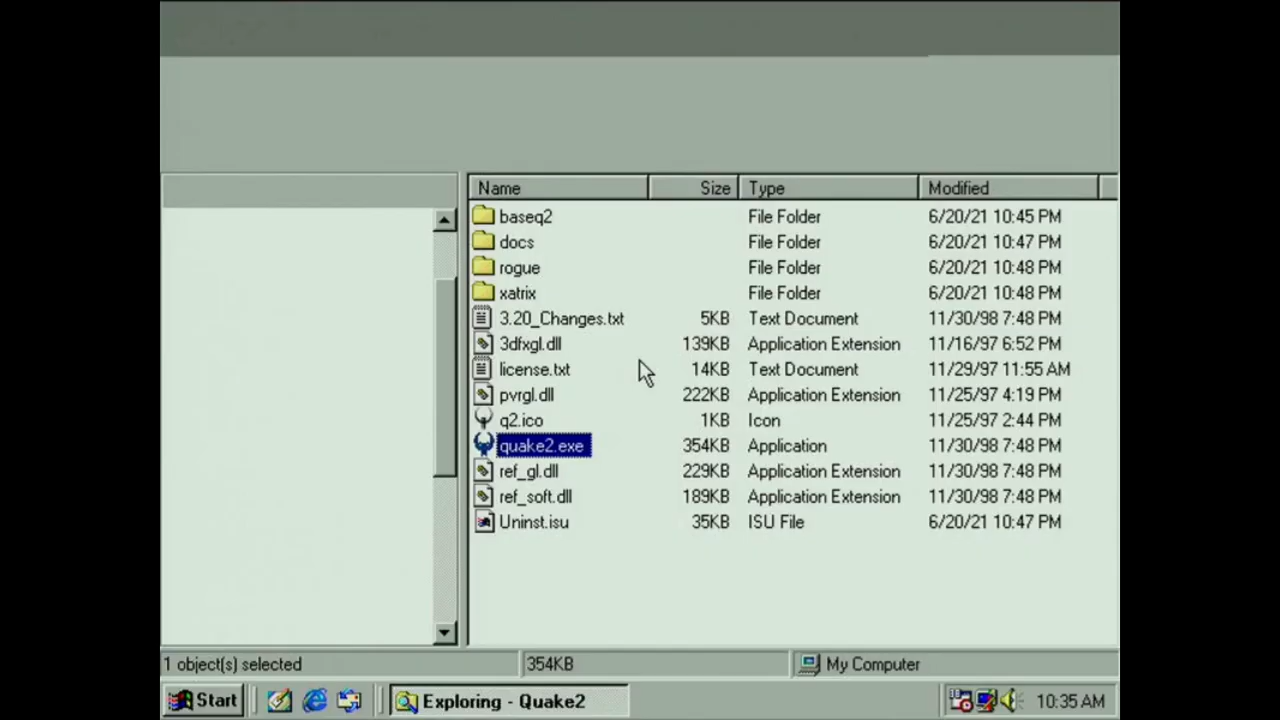 Name Size Type Modified
baseq2 File Folder 6/20/21 10:45 PM
docs File Folder 6/20/21 10:47 PM
rogue File Folder 6/20/21 10:48 PM
xatrix File Folder 6/20/21 10:48 PM
3.20_Changes.txt 5KB Text Document 11/30/98 7:48 PM
3dfxgl.dll 139KB Application Extension 11/16/97 6:52 PM
license.txt 14KB Text Document 11/29/97 11:55 AM
pvrgl.dll 222KB Application Extension 11/25/97 4:19 PM
q2.ico 1KB Icon 11/25/97 2:44 PM
quake2.exe 354KB Application 11/30/98 7:48 PM
ref_gl.dll 229KB Application Extension 11/30/98 7:48 PM
ref_soft.dll 189KB Application Extension 11/30/98 7:48 PM
Uninst.isu 35KB ISU File 6/20/21 10:47 PM
1 object(s) selected 354KB My Computer
Start Exploring - Quake2 10:35 AM